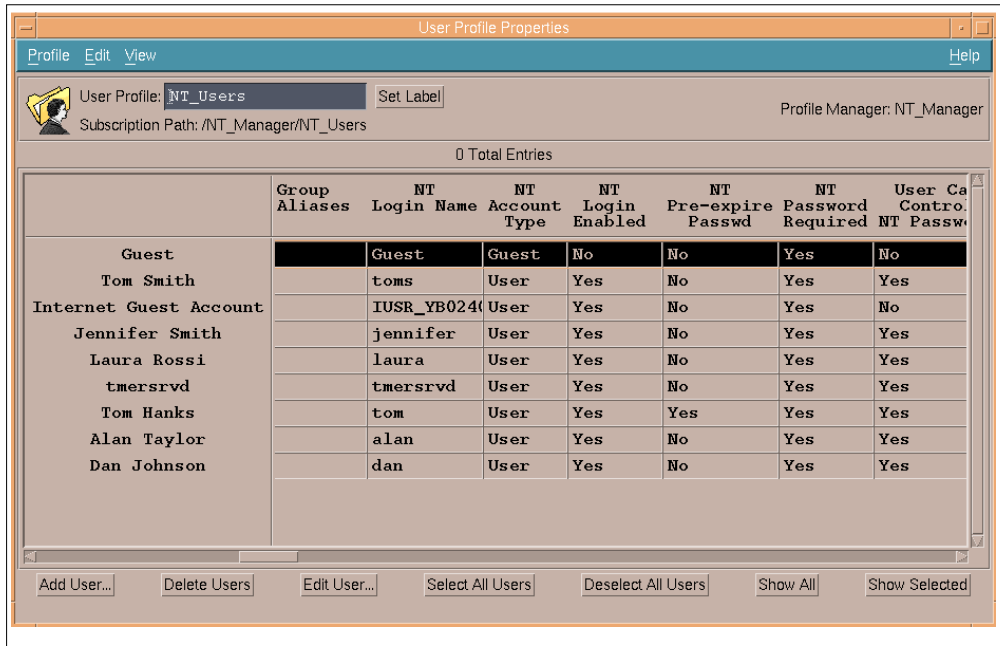 User Profile Properties
Profile Edit View Help
User Profile: NT_Users Set Label
Profile Manager: NT_Manager
Subscription Path: /NT_Manager/NT_Users
0 Total Entries
Group NT NT NT NT NT User Ca
Aliases Login Name Account Login Pre-expire Password Control
Type Enabled Passwd Required NT Passw
Guest Guest Guest No No Yes No
Tom Smith toms User Yes No Yes Yes
Internet Guest Account IUSR_YB024 User Yes No Yes No
Jennifer Smith jennifer User Yes No Yes Yes
Laura Rossi laura User Yes No Yes Yes
tmersrvd tmersrvd User Yes No Yes Yes
Tom Hanks tom User Yes Yes Yes Yes
Alan Taylor alan User Yes No Yes Yes
Dan Johnson dan User Yes No Yes Yes
Add User... Delete Users Edit User... Select All Users Deselect All Users Show All Show Selected